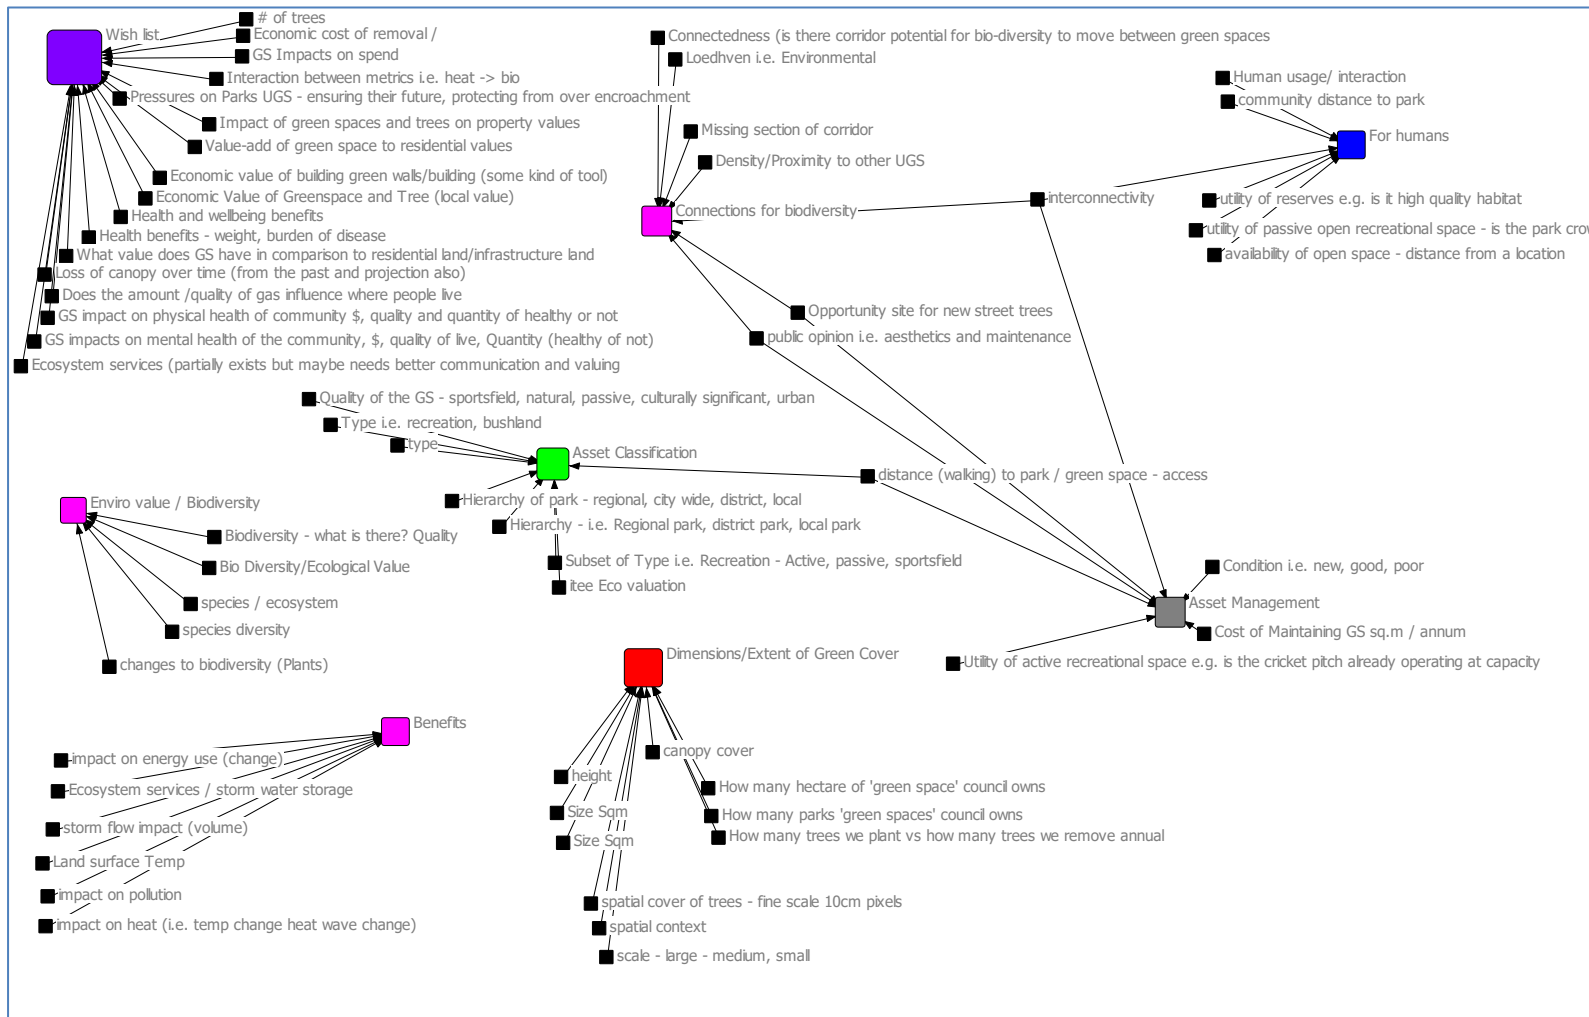 Wish list
# of trees
Economic cost of removal /
GS Impacts on spend
Interaction between metrics i.e. heat -> bio
Pressures on Parks UGS - ensuring their future, protecting from over encroachment
Impact of green spaces and trees on property values
Value-add of green space to residential values
Economic value of building green walls/building (some kind of tool)
Economic Value of Greenspace and Tree (local value)
Health and wellbeing benefits
Health benefits - weight, burden of disease
What value does GS have in comparison to residential land/infrastructure land
Loss of canopy over time (from the past and projection also)
Does the amount /quality of gas influence where people live
GS impact on physical health of community $, quality and quantity of healthy or not
GS impacts on mental health of the community, $, quality of live, Quantity (healthy of not)
Ecosystem services (partially exists but maybe needs better communication and valuing
Connectedness (is there corridor potential for bio-diversity to move between green spaces
Loedhven i.e. Environmental
Missing section of corridor
Density/Proximity to other UGS
Connections for biodiversity
interconnectivity
Human usage/ interaction
community distance to park
For humans
utility of reserves e.g. is it high quality habitat
utility of passive open recreational space - is the park crow
availability of open space - distance from a location
Opportunity site for new street trees
public opinion i.e. aesthetics and maintenance
Quality of the GS - sportsfield, natural, passive, culturally significant, urban
Type i.e. recreation, bushland
type
Asset Classification
distance (walking) to park / green space - access
Hierarchy of park - regional, city wide, district, local
Hierarchy - i.e. Regional park, district park, local park
Subset of Type i.e. Recreation - Active, passive, sportsfield
itee Eco valuation
Enviro value / Biodiversity
Biodiversity - what is there? Quality
Bio Diversity/Ecological Value
species / ecosystem
species diversity
changes to biodiversity (Plants)
Condition i.e. new, good, poor
Asset Management
Cost of Maintaining GS sq.m / annum
Utility of active recreational space e.g. is the cricket pitch already operating at capacity
Dimensions/Extent of Green Cover
canopy cover
height
How many hectare of 'green space' council owns
Size Sqm
How many parks 'green spaces' council owns
Size Sqm
How many trees we plant vs how many trees we remove annual
spatial cover of trees - fine scale 10cm pixels
spatial context
scale - large - medium, small
Benefits
impact on energy use (change)
Ecosystem services / storm water storage
storm flow impact (volume)
Land surface Temp
impact on pollution
impact on heat (i.e. temp change heat wave change)